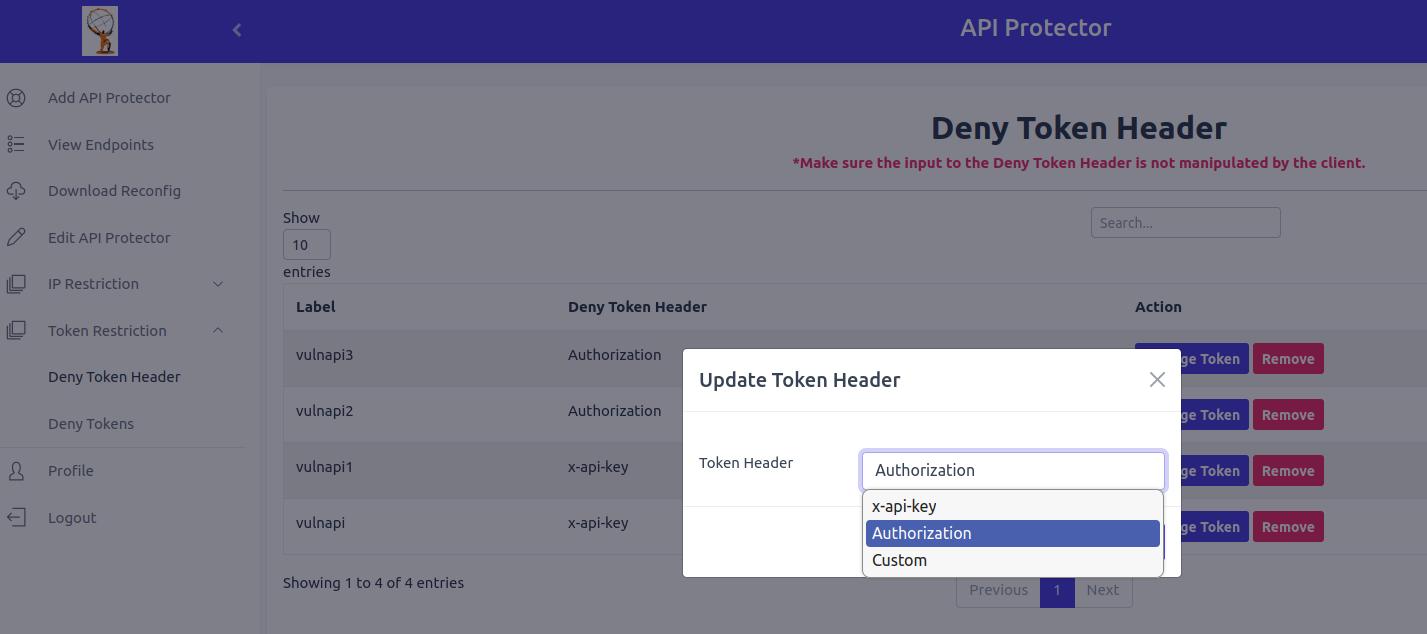 API Protector
Add API Protector
View Endpoints
Download Reconfig
Edit API Protector
IP Restriction
Token Restriction
Deny Token Header
Deny Tokens
Profile
Logout
Deny Token Header
*Make sure the input to the Deny Token Header is not manipulated by the client.
Show
10
entries
Search...
Label Deny Token Header Action
vulnapi3 Authorization ge Token Remove
vulnapi2 Authorization ge Token Remove
vulnapi1 x-api-key ge Token Remove
vulnapi x-api-key ge Token Remove
Showing 1 to 4 of 4 entries
Previous 1 Next
Update Token Header
Token Header
Authorization
x-api-key
Authorization
Custom